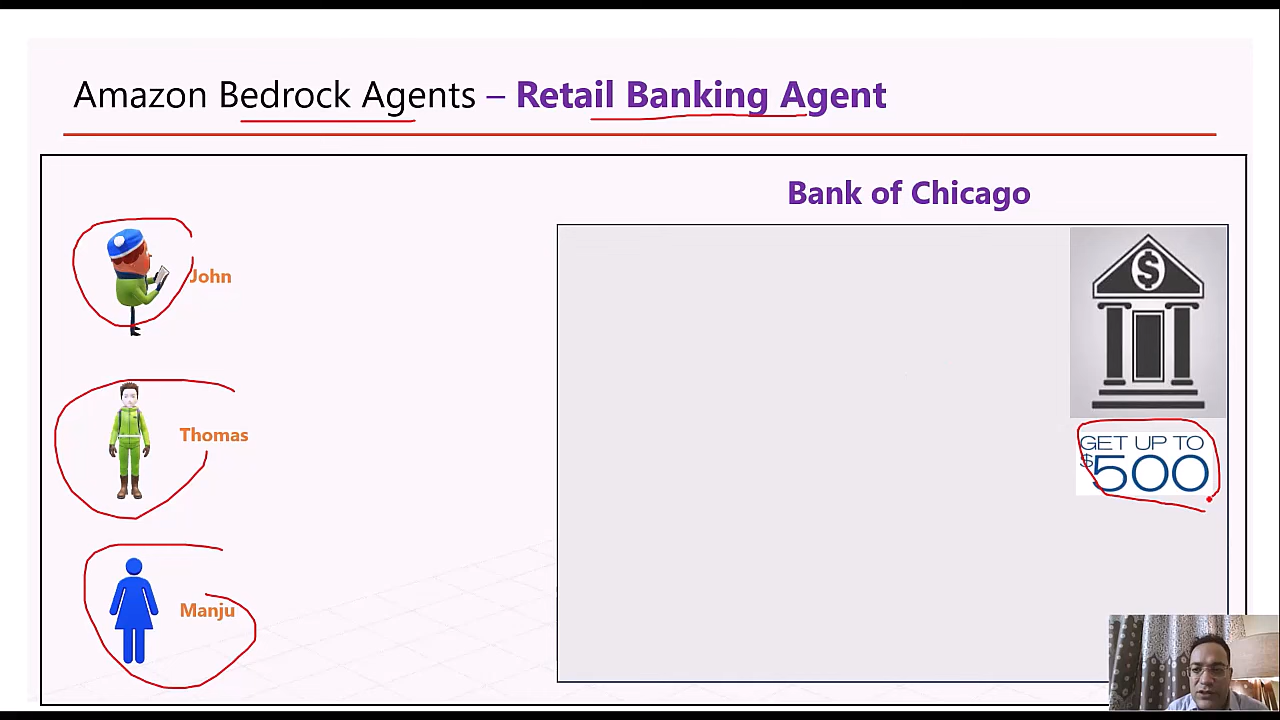 Amazon Bedrock Agents – Retail Banking Agent
Bank of Chicago
John
$
GET UP TO
$500
Thomas
Manju